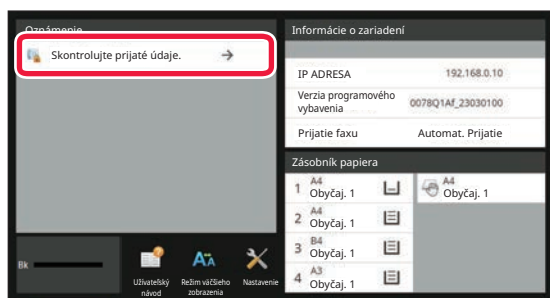 Oznámenie
Skontrolujte prijaté údaje.
Informácie o zariadení
IP ADRESA 192.168.0.10
Verzia programového
vybavenia 0078Q1Af_23030100
Prijatie faxu Automat. Prijatie
Zásobník papiera
1 A4
Obyčaj. 1
A4
Obyčaj. 1
2 A4
Obyčaj. 1
3 B4
Obyčaj. 1
4 A3
Obyčaj. 1
Bk
Užívateľský
návod
Režim väčšieho
zobrazenia
Nastavenie